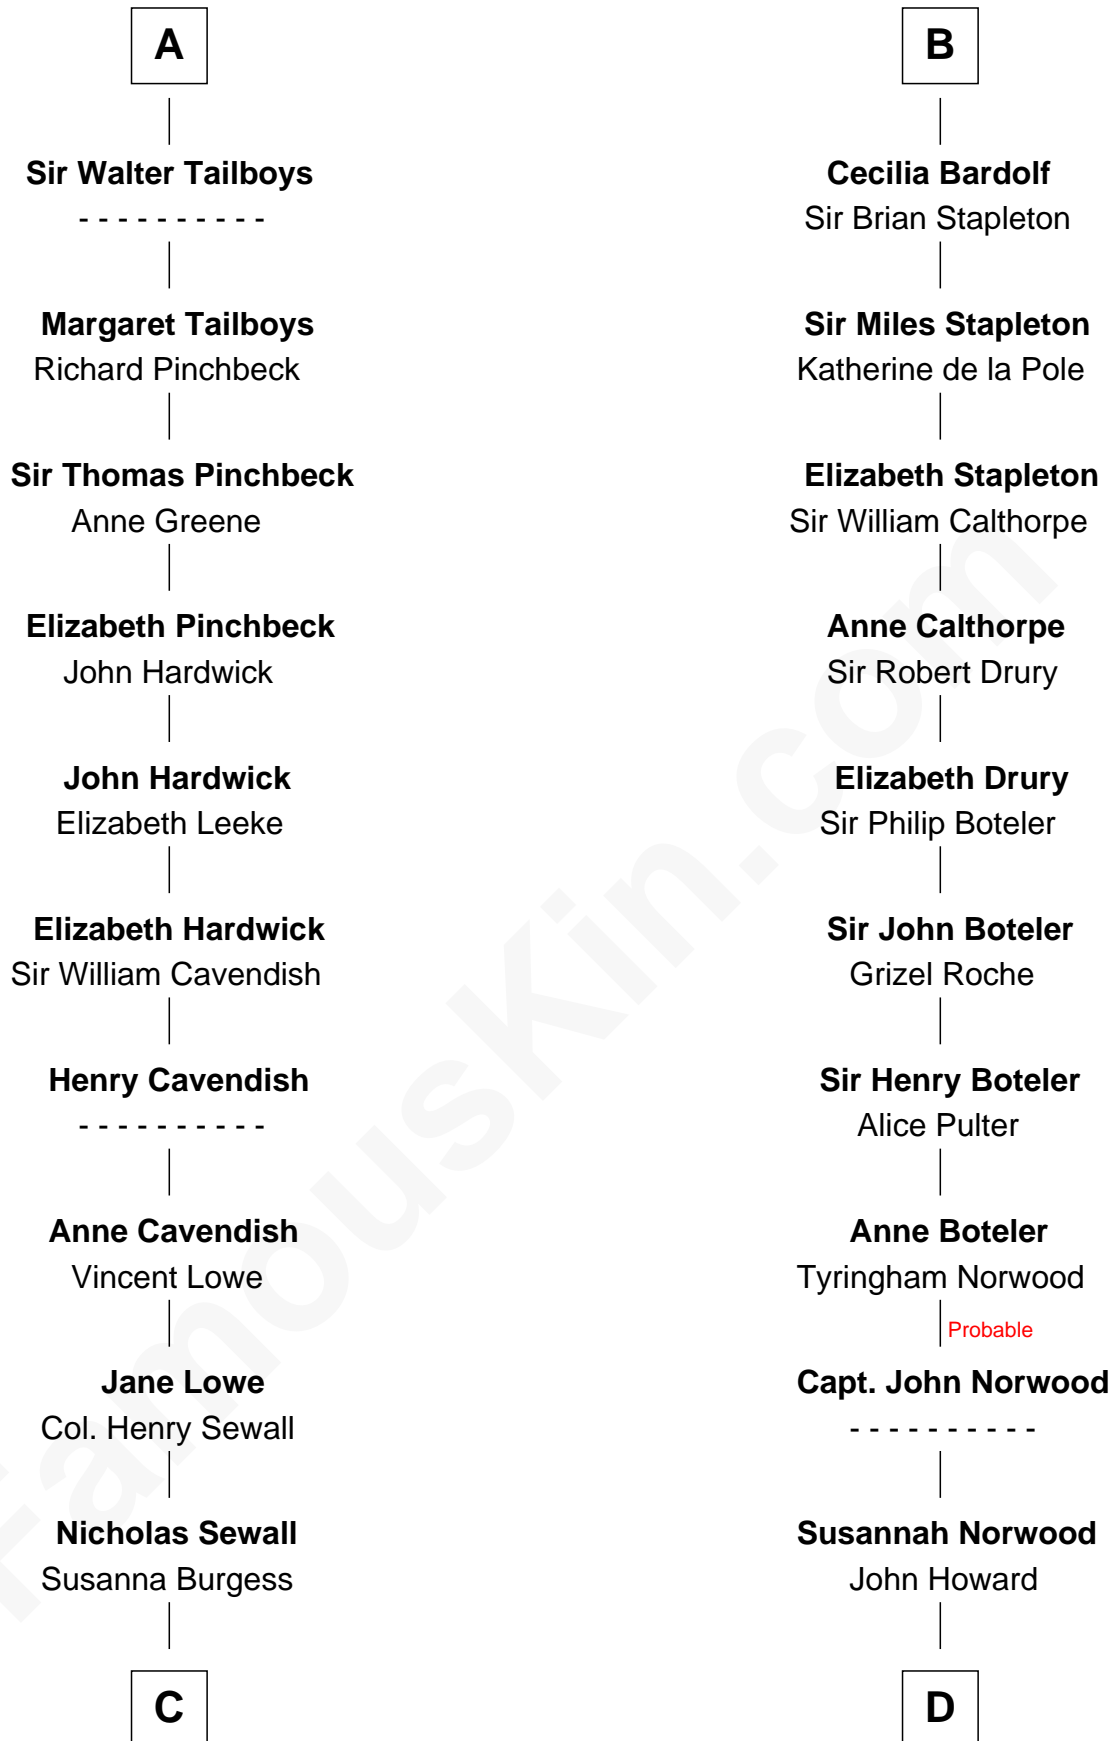 A
Sir Walter Tailboys
- - - - - - - - - -
Margaret Tailboys
Richard Pinchbeck
Sir Thomas Pinchbeck
Anne Greene
Elizabeth Pinchbeck
John Hardwick
John Hardwick
Elizabeth Leeke
Elizabeth Hardwick
Sir William Cavendish
Henry Cavendish
- - - - - - - - - -
Anne Cavendish
Vincent Lowe
Jane Lowe
Col. Henry Sewall
Nicholas Sewall
Susanna Burgess
C
B
Cecilia Bardolf
Sir Brian Stapleton
Sir Miles Stapleton
Katherine de la Pole
Elizabeth Stapleton
Sir William Calthorpe
Anne Calthorpe
Sir Robert Drury
Elizabeth Drury
Sir Philip Boteler
Sir John Boteler
Grizel Roche
Sir Henry Boteler
Alice Pulter
Anne Boteler
Tyringham Norwood
Probable
Capt. John Norwood
- - - - - - - - - -
Susannah Norwood
John Howard
D
FamousKin.com